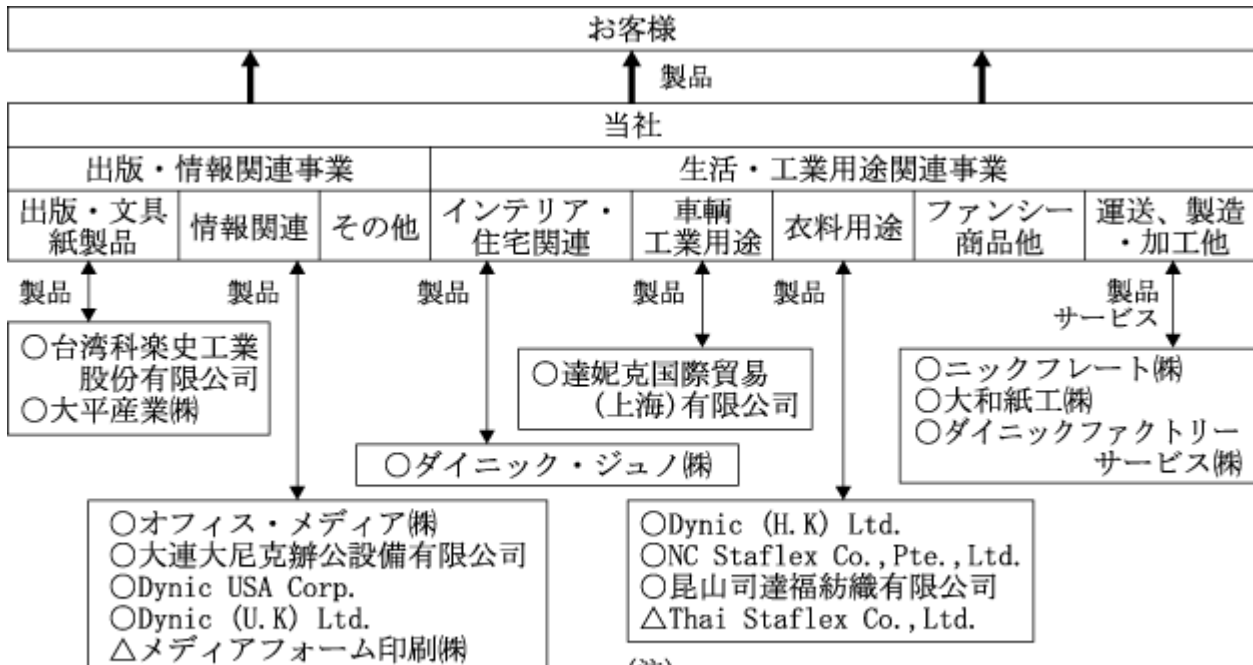 お客様
製品
当社
出版・情報関連事業
生活・工業用途関連事業
出版・文具
紙製品
情報関連
その他
インテリア・
住宅関連
車輌
工業用途
衣料用途
ファンシー
商品他
運送、製造
・加工他
製品
製品
製品
製品
製品
製品
サービス
○台湾科楽史工業
股份有限公司
○大平産業㈱
○達妮克国際貿易
(上海)有限公司
○ニックフレート㈱
○大和紙工㈱
○ダイニックファクトリー
サービス㈱
○ダイニック・ジュノ㈱
○オフィス・メディア㈱
○大連大尼克辦公設備有限公司
○Dynic USA Corp.
○Dynic (U.K) Ltd.
△メディアフォーム印刷㈱
○Dynic (H.K) Ltd.
○NC Staflex Co.,Pte.,Ltd.
○昆山司達福紡織有限公司
△Thai Staflex Co.,Ltd.